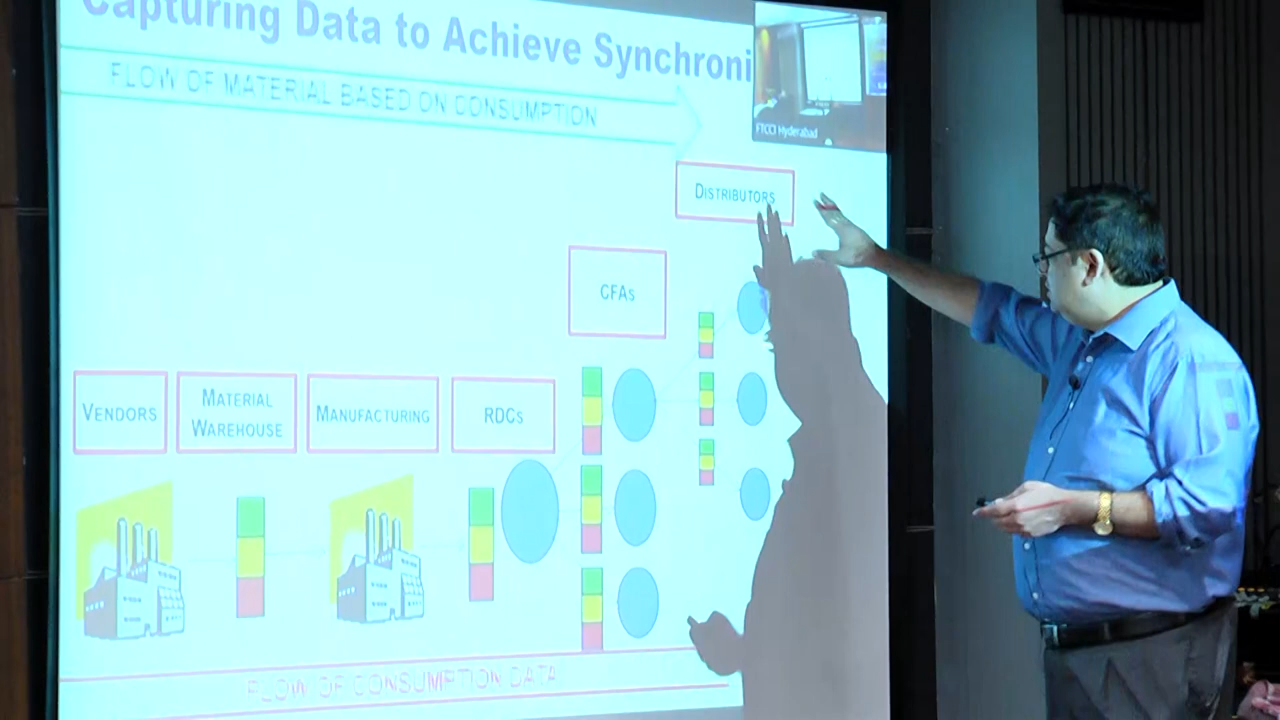 Capturing Data to Achieve Synchroni
FLOW OF MATERIAL BASED ON CONSUMPTION
FTCCI Hyderabad
DISTRIBUTORS
CFAS
VENDORS
MATERIAL
WAREHOUSE
MANUFACTURING
RDCS
FLOW OF CONSUMPTION DATA